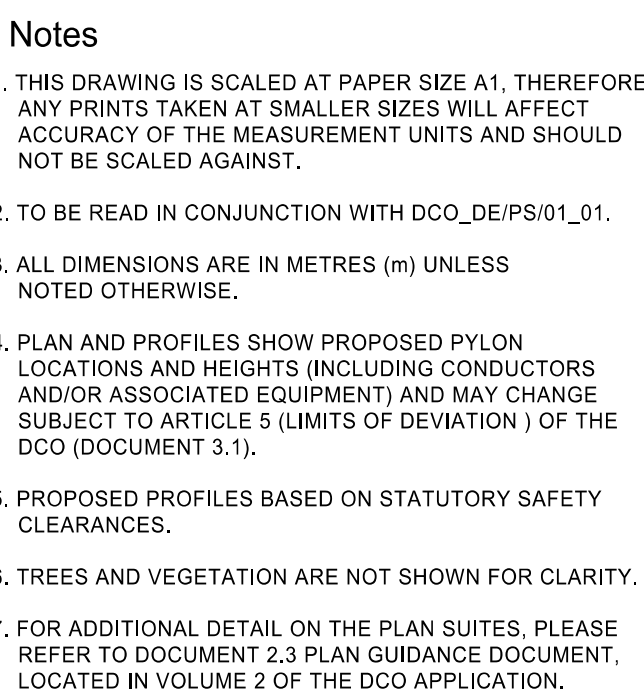 Notes
. THIS DRAWING IS SCALED AT PAPER SIZE A1, THEREFORE
ANY PRINTS TAKEN AT SMALLER SIZES WILL AFFECT
ACCURACY OF THE MEASUREMENT UNITS AND SHOULD
NOT BE SCALED AGAINST.
2. TO BE READ IN CONJUNCTION WITH DCO_DE/PS/01_01.
3. ALL DIMENSIONS ARE IN METRES (m) UNLESS
NOTED OTHERWISE.
4. PLAN AND PROFILES SHOW PROPOSED PYLON
LOCATIONS AND HEIGHTS (INCLUDING CONDUCTORS
AND/OR ASSOCIATED EQUIPMENT) AND MAY CHANGE
SUBJECT TO ARTICLE 5 (LIMITS OF DEVIATION ) OF THE
DCO (DOCUMENT 3.1).
5. PROPOSED PROFILES BASED ON STATUTORY SAFETY
CLEARANCES.
6. TREES AND VEGETATION ARE NOT SHOWN FOR CLARITY.
7. FOR ADDITIONAL DETAIL ON THE PLAN SUITES, PLEASE
REFER TO DOCUMENT 2.3 PLAN GUIDANCE DOCUMENT,
LOCATED IN VOLUME 2 OF THE DCO APPLICATION.